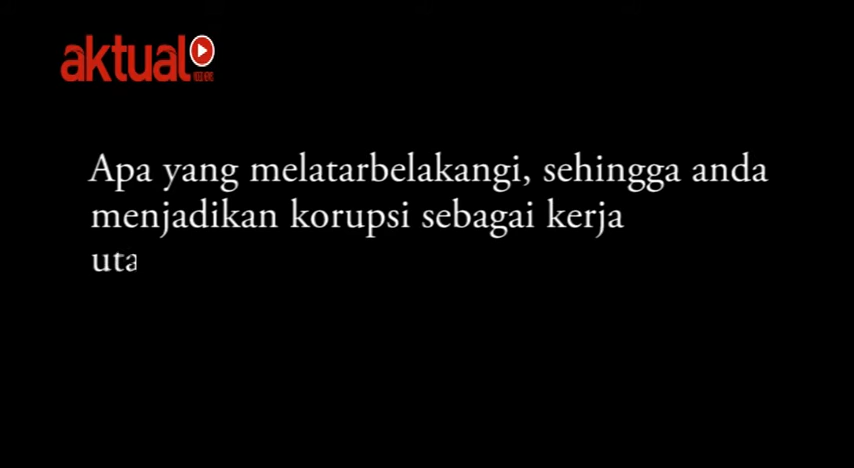 aktual
Apa yang melatarbelakangi, sehingga anda
menjadikan korupsi sebagai kerja
uta